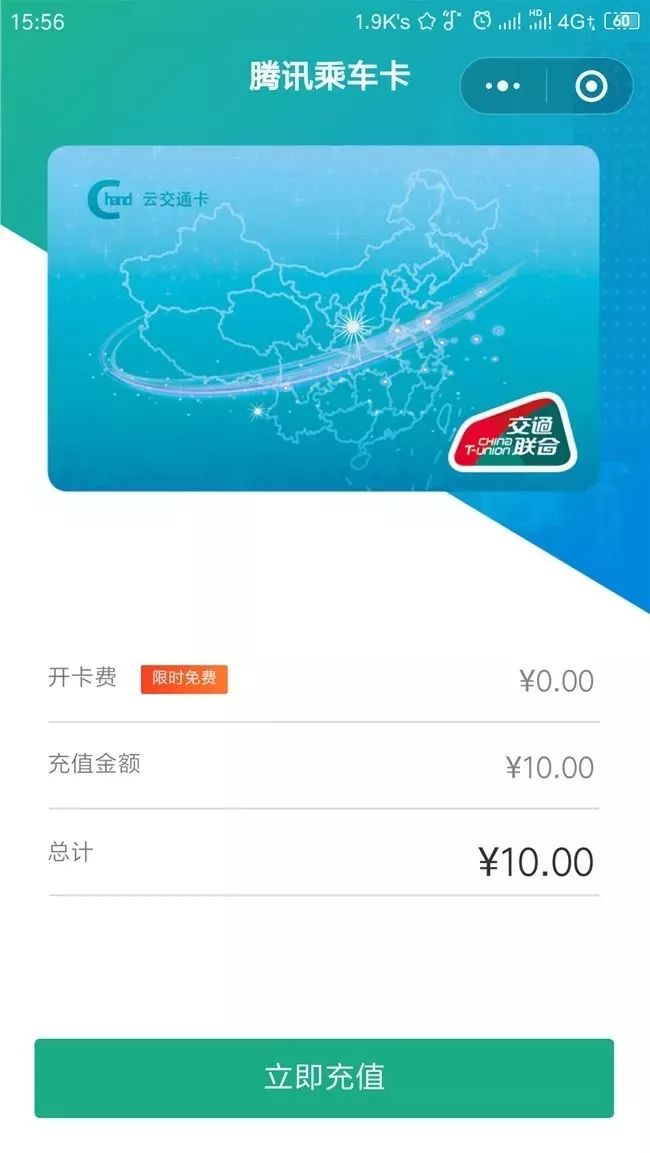 15:56
1.9K's
HD
4G
60
腾讯乘车卡
Chand 云交通卡
交通
联合
CHINA
T-UNION
开卡费 限时免费 ¥0.00
充值金额 ¥10.00
总计 ¥10.00
立即充值